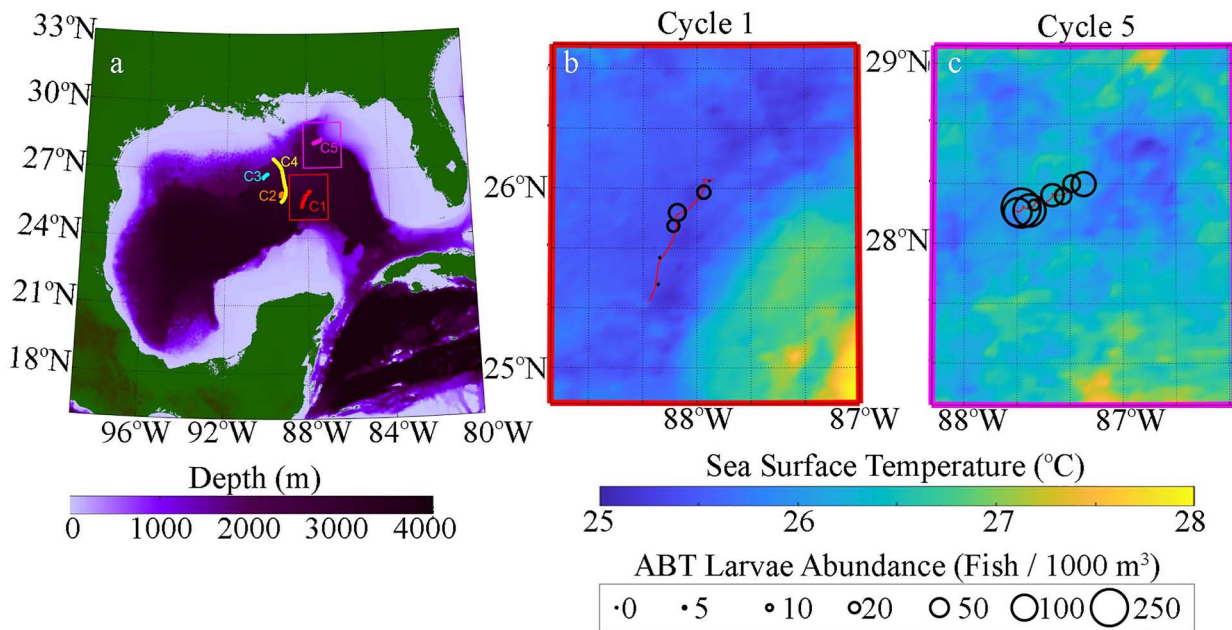 Cycle 1
Cycle 5
33°N
30°N
27°N
24°N
21°N
18°N
a
C5
C4
C3
C2
C1
96°W 92°W 88°W 84°W 80°W
b
26°N
25°N
88°W 87°W
c
29°N
28°N
88°W 87°W
Depth (m)
0 1000 2000 3000 4000
Sea Surface Temperature (°C)
25 26 27 28
ABT Larvae Abundance (Fish / 1000 m³)
0 5 10 20 50 100 250